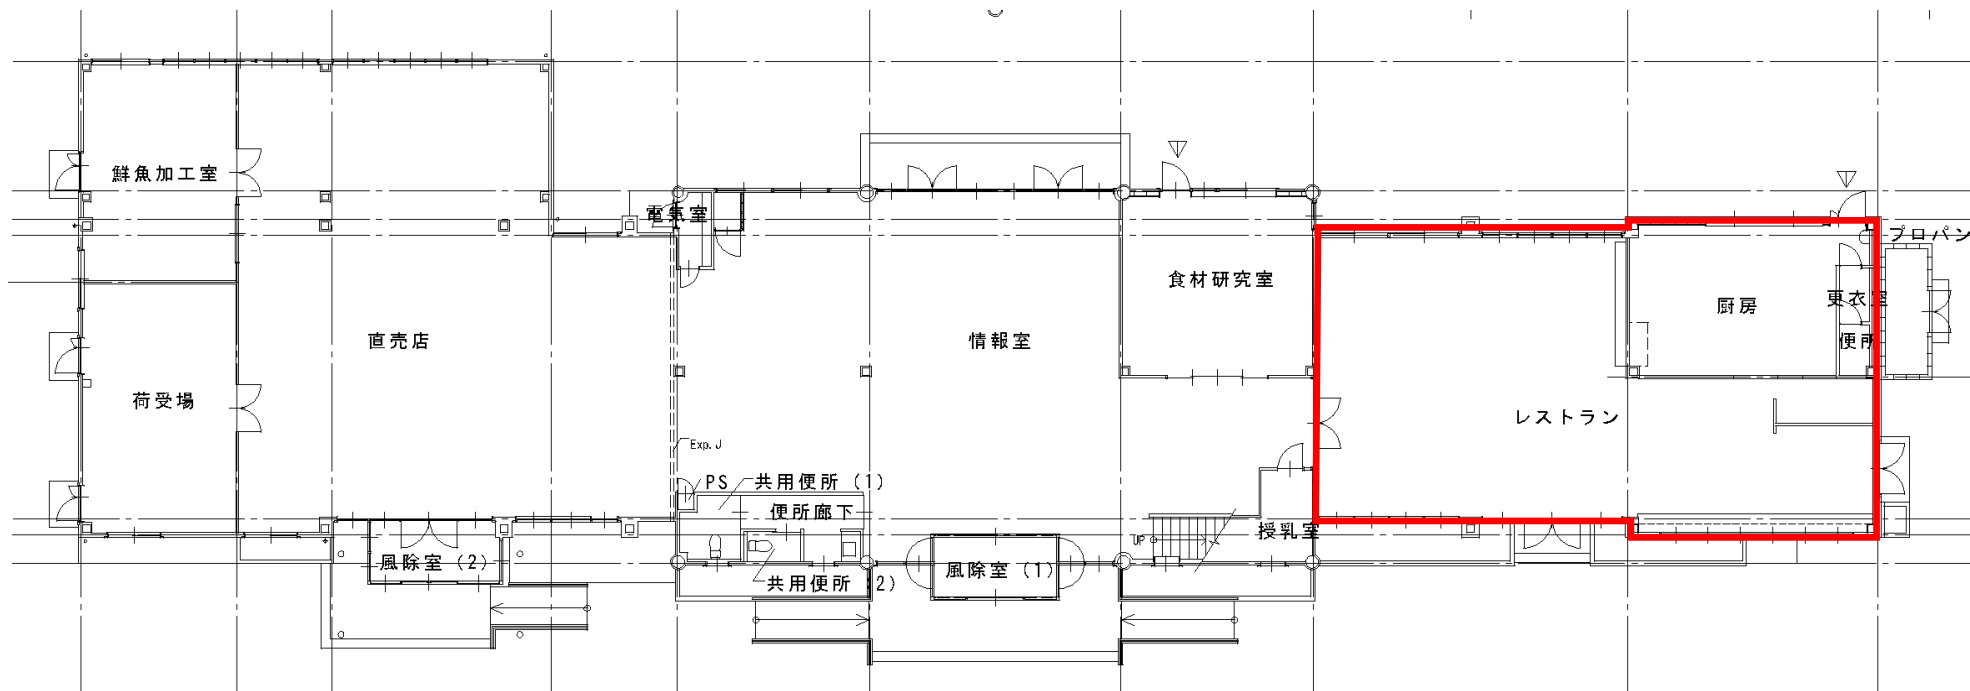 鮮魚加工室
電気室
プロパン
食材研究室
更衣室
厨房
直売店
情報室
便所
荷受場
レストラン
Exp. J
PS
共用便所 (1)
便所廊下
授乳室
UP
風除室 (2)
風除室 (1)
共用便所 (2)